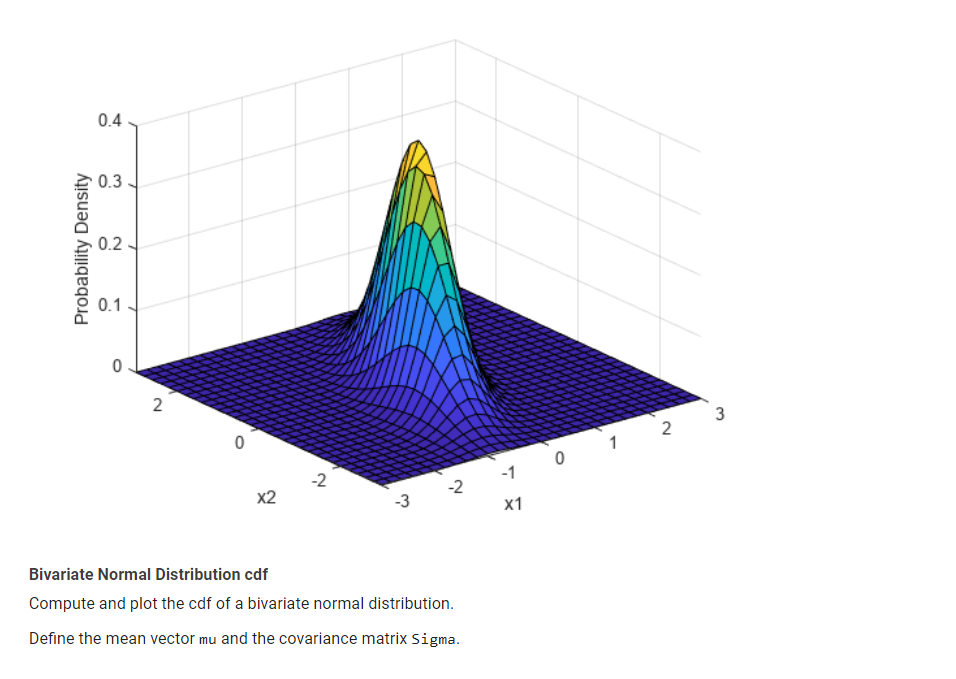 0.4
0.3
0.2
0.1
0
Probability Density
2
0
-2
x2
-3
-2
-1
0
1
2
3
x1
Bivariate Normal Distribution cdf
Compute and plot the cdf of a bivariate normal distribution.
Define the mean vector mu and the covariance matrix Sigma.